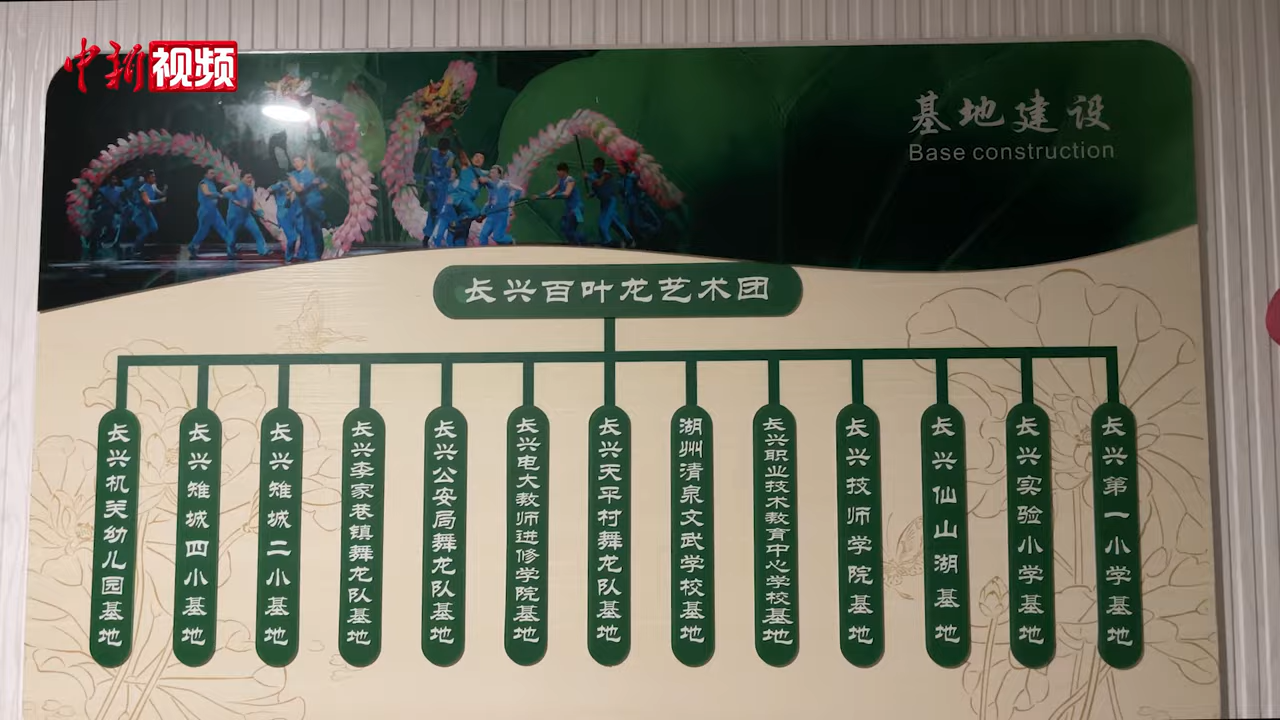 中新视频
基地建设
Base construction
长兴百叶龙艺术团
长兴机关幼儿园基地
长兴雉城四小基地
长兴雉城二小基地
长兴李家巷镇舞龙队基地
长兴公安局舞龙队基地
长兴电大教师进修学院基地
长兴天平村舞龙队基地
湖州清泉文武学校基地
长兴职业技术教育中心学校基地
长兴技师学院基地
长兴仙山湖基地
长兴实验小学基地
长兴第一小学基地